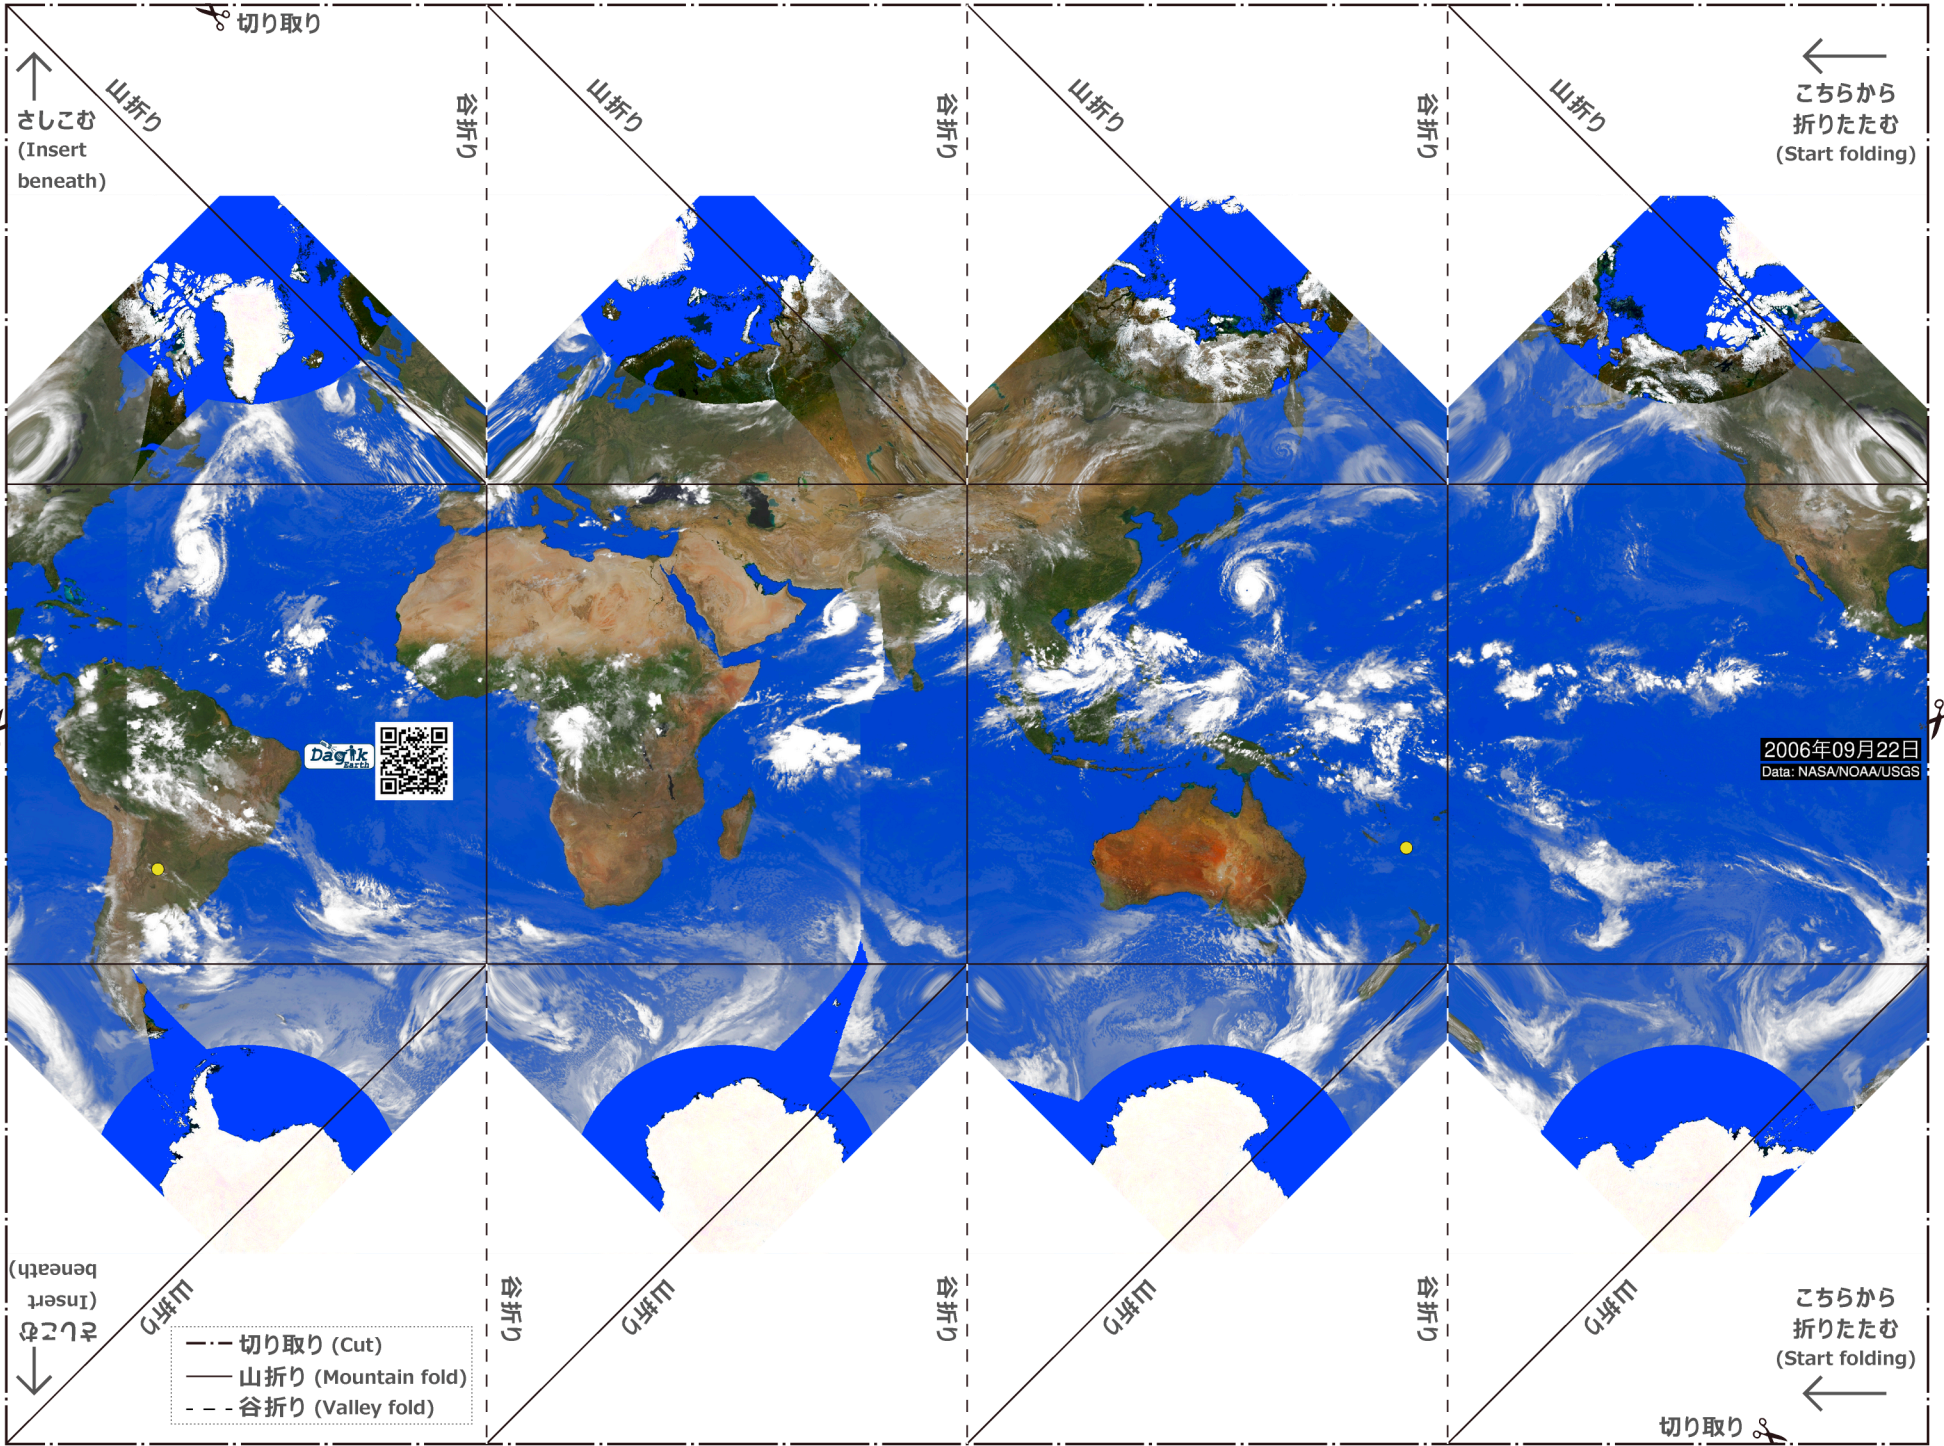 切り取り
さしこむ
(Insert
beneath)
山折り
谷折り
山折り
谷折り
山折り
谷折り
山折り
こちらから
折りたたむ
(Start folding)
Dagik
Earth
2006年09月22日
Data: NASA/NOAA/USGS
さしこむ
(Insert
beneath)
山折り
谷折り
山折り
谷折り
山折り
谷折り
山折り
こちらから
折りたたむ
(Start folding)
切り取り (Cut)
山折り (Mountain fold)
谷折り (Valley fold)
切り取り